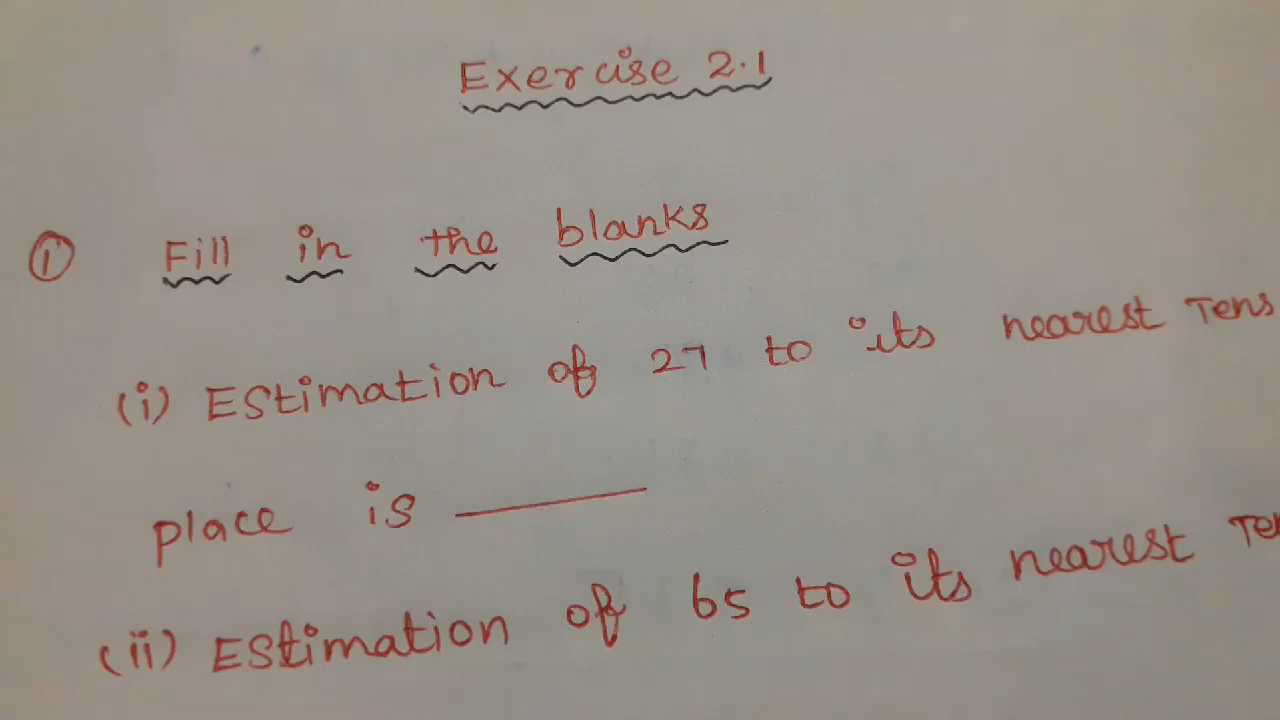 Exercise 2.1
① Fill in the blanks
(i) Estimation of 27 to its nearest Tens
place is ―――
(ii) Estimation of 65 to its nearest